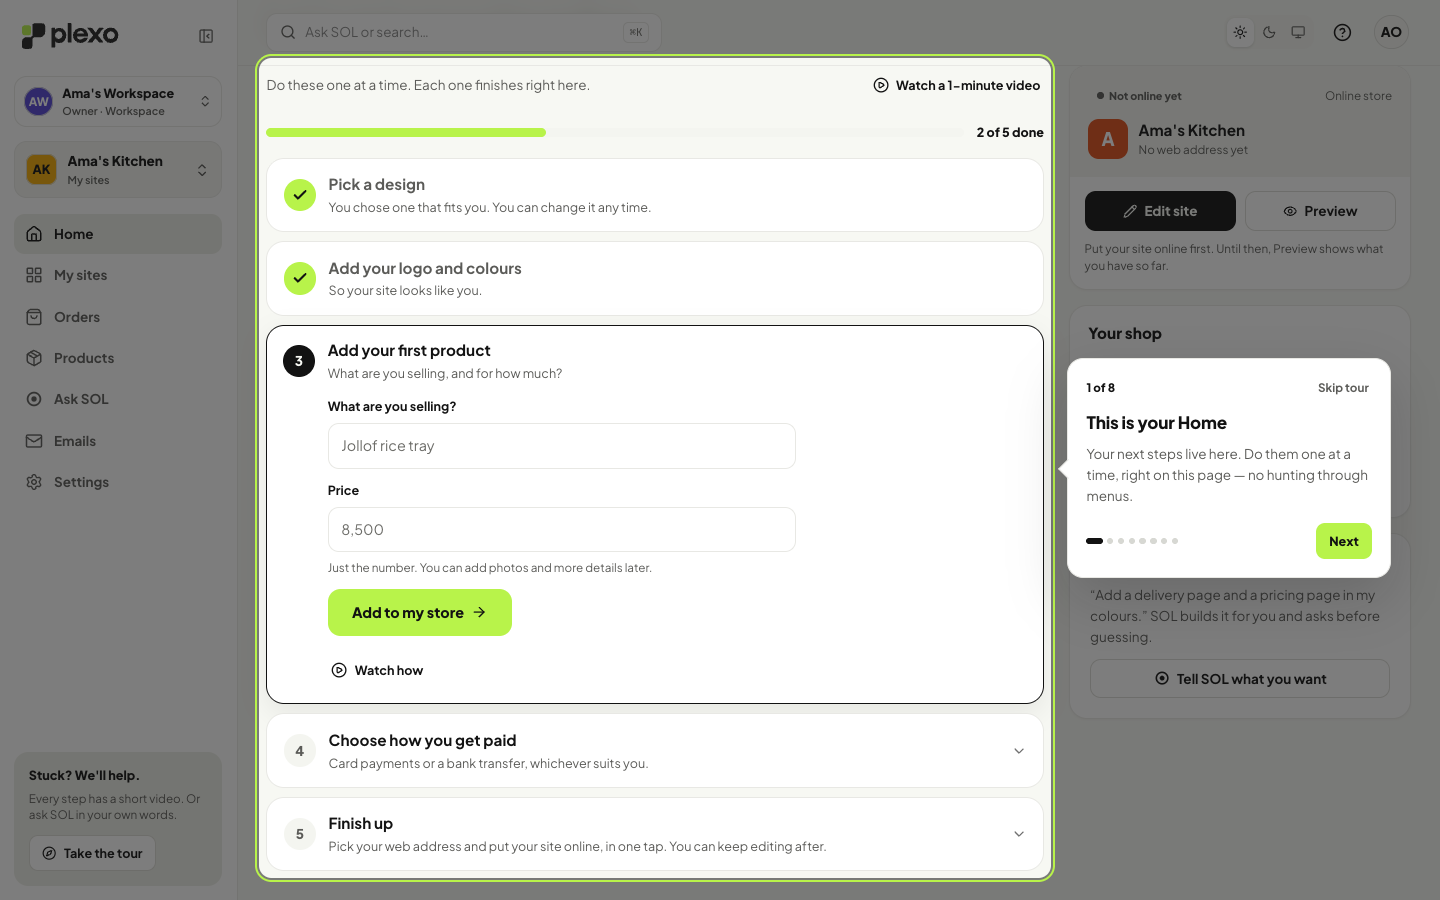 plexo
Ask SOL or search...
⌘K
AO
AW
Ama's Workspace
Owner · Workspace
AK
Ama's Kitchen
My sites
Home
My sites
Orders
Products
Ask SOL
Emails
Settings
Stuck? We'll help.
Every step has a short video. Or
ask SOL in your own words.
Take the tour
Do these one at a time. Each one finishes right here.
Watch a 1-minute video
2 of 5 done
Pick a design
You chose one that fits you. You can change it any time.
Add your logo and colours
So your site looks like you.
3
Add your first product
What are you selling, and for how much?
What are you selling?
Jollof rice tray
Price
8,500
Just the number. You can add photos and more details later.
Add to my store
Watch how
4
Choose how you get paid
Card payments or a bank transfer, whichever suits you.
5
Finish up
Pick your web address and put your site online, in one tap. You can keep editing after.
Not online yet
Online store
A
Ama's Kitchen
No web address yet
Edit site
Preview
Put your site online first. Until then, Preview shows what
you have so far.
Your shop
1 of 8
Skip tour
This is your Home
Your next steps live here. Do them one at a
time, right on this page — no hunting through
menus.
Next
"Add a delivery page and a pricing page in my
colours." SOL builds it for you and asks before
guessing.
Tell SOL what you want